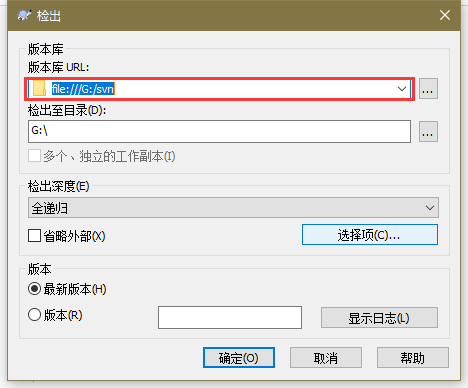 检出
版本库
版本库 URL:
file:///G:/svn
...
检出至目录(D):
G:\
...
多个、独立的工作副本(I)
检出深度(E)
全递归
省略外部(X)
选择项(C)...
版本
最新版本(H)
版本(R)
显示日志(L)
确定(O)
取消
帮助